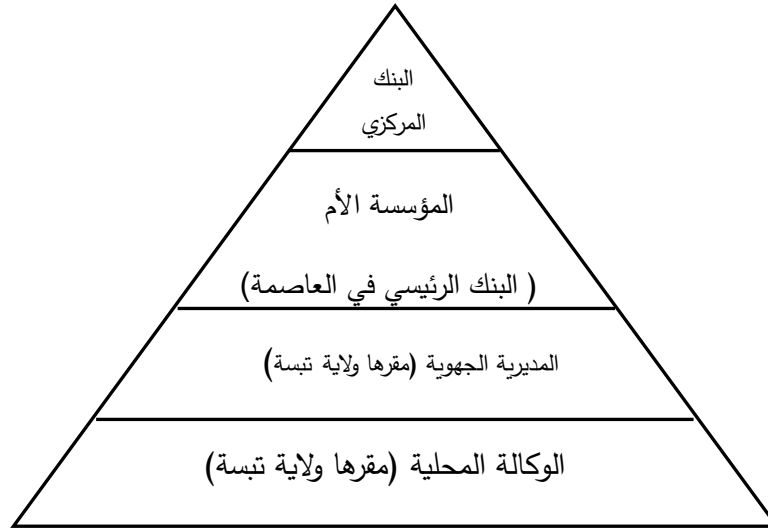 البنك
المركزي
المؤسسة الأم
( البنك الرئيسي في العاصمة)
المديرية الجهوية (مقرها ولاية تبسة)
الوكالة المحلية (مقرها ولاية تبسة)